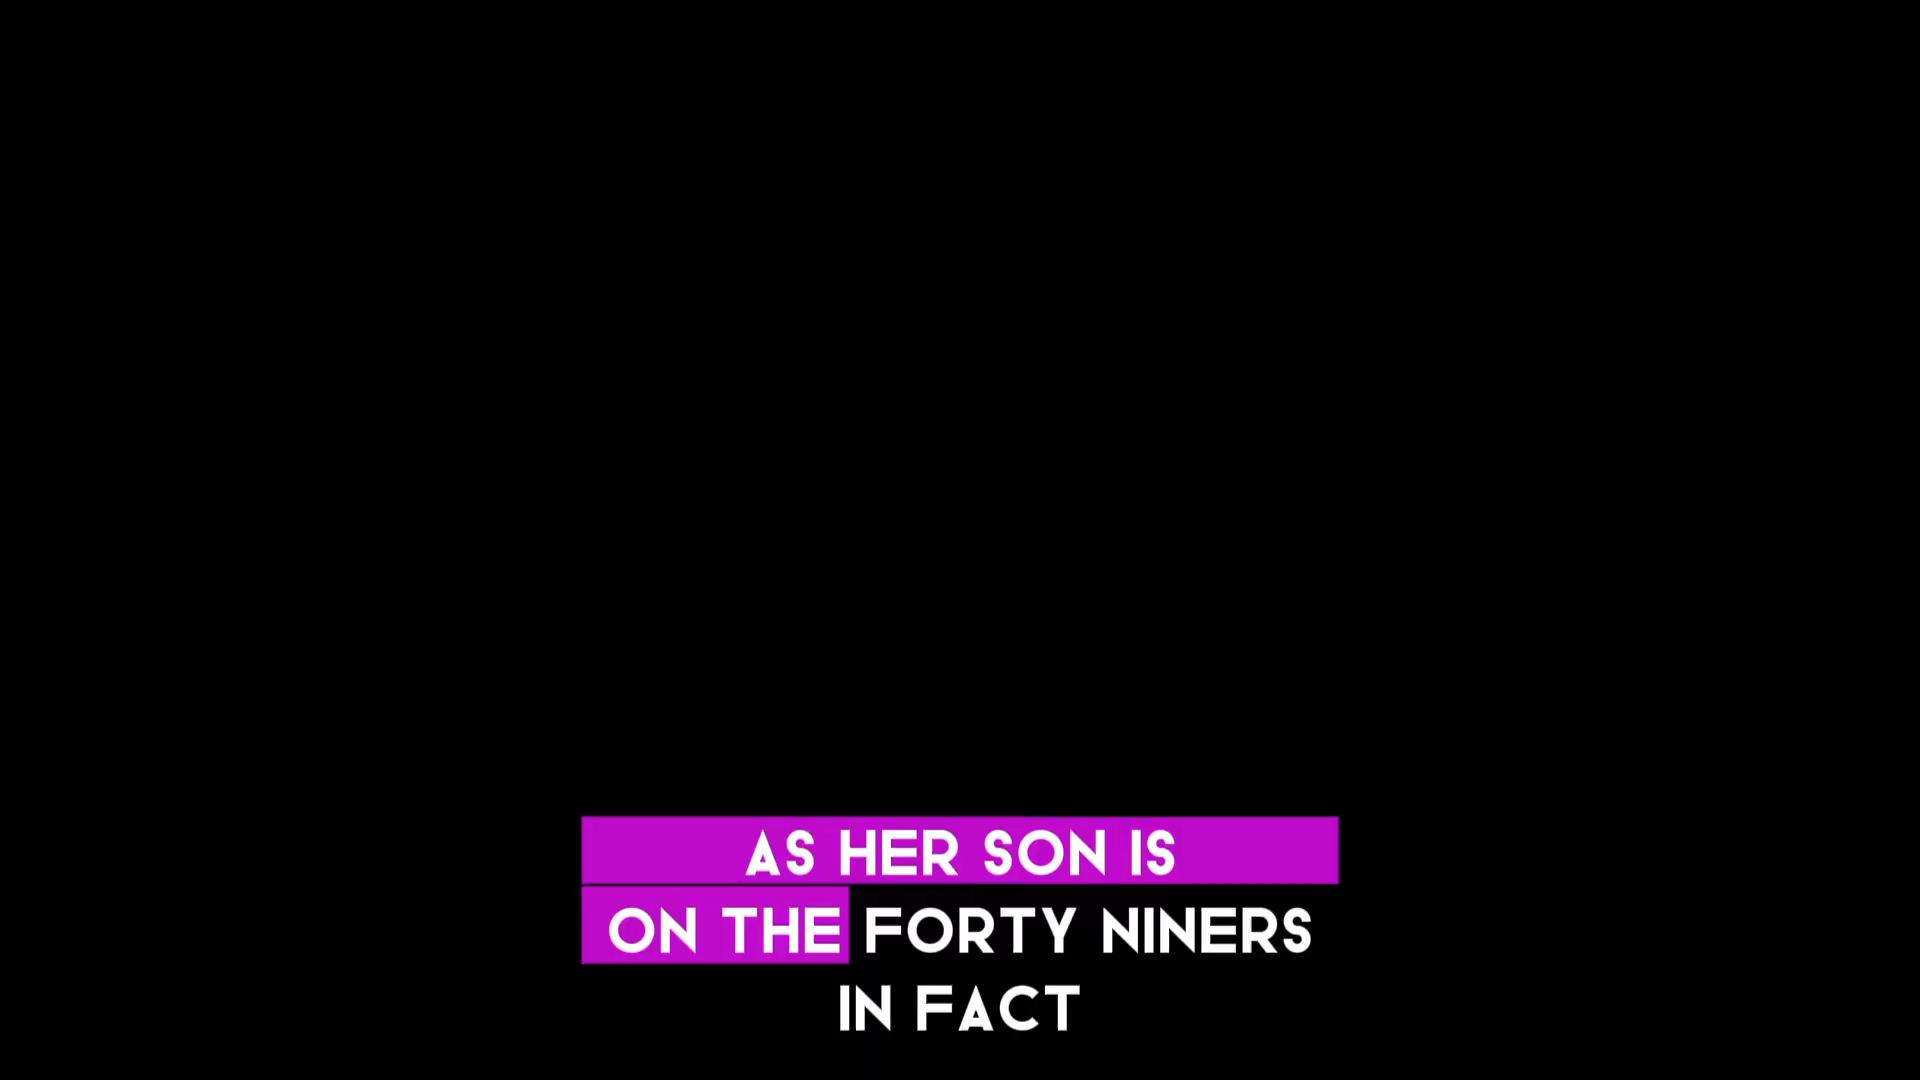 AS HER SON IS
ON THE FORTY NINERS
IN FACT